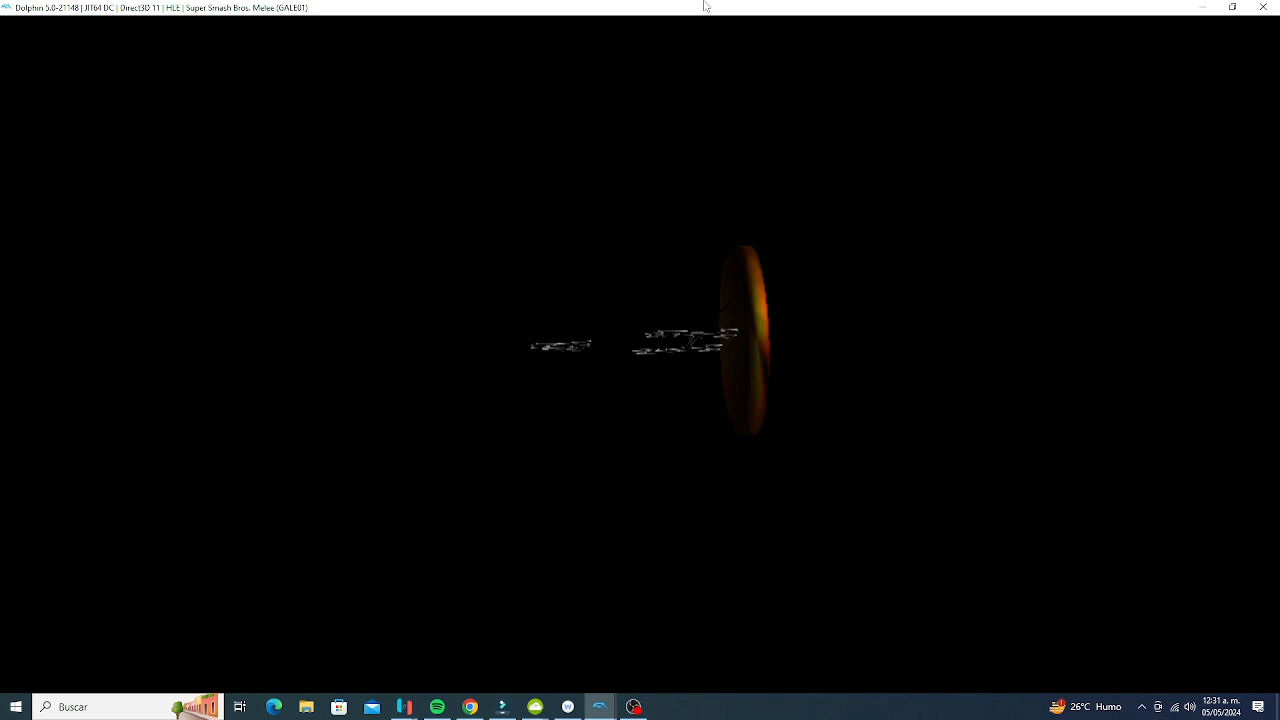 Dolphin 5.0-21148 | JIT64 DC | Direct3D 11 | HLE | Super Smash Bros. Melee (GALE01)
Buscar
W
26°C Humo
12:31 a. m.
05/05/2024